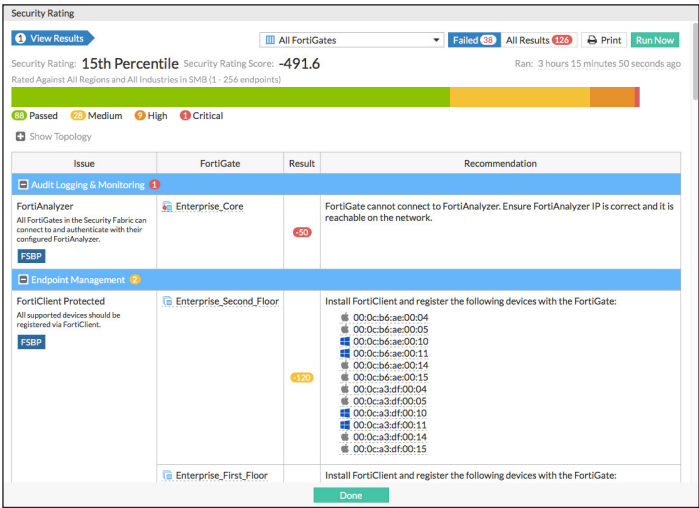 Security Rating
1 View Results
All FortiGates
Failed 38 All Results 126 Print Run Now
Security Rating: 15th Percentile Security Rating Score: -491.6
Ran: 3 hours 15 minutes 50 seconds ago
Rated Against All Regions and All Industries in SMB (1 - 256 endpoints)
88 Passed 28 Medium 9 High 1 Critical
Show Topology
Issue FortiGate Result Recommendation
Audit Logging & Monitoring 1
FortiAnalyzer
All FortiGates in the Security Fabric can
connect to and authenticate with their
configured FortiAnalyzer.
FSBP
Enterprise_Core
-50
FortiGate cannot connect to FortiAnalyzer. Ensure FortiAnalyzer IP is correct and it is
reachable on the network.
Endpoint Management 2
FortiClient Protected
All supported devices should be
registered via FortiClient.
FSBP
Enterprise_Second_Floor
-120
Install FortiClient and register the following devices with the FortiGate:
00:0c:b6:ae:00:04
00:0c:b6:ae:00:05
00:0c:b6:ae:00:10
00:0c:b6:ae:00:11
00:0c:b6:ae:00:14
00:0c:b6:ae:00:15
00:0c:a3:df:00:04
00:0c:a3:df:00:05
00:0c:a3:df:00:10
00:0c:a3:df:00:11
00:0c:a3:df:00:14
00:0c:a3:df:00:15
Enterprise_First_Floor
Install FortiClient and register the following devices with the FortiGate:
Done